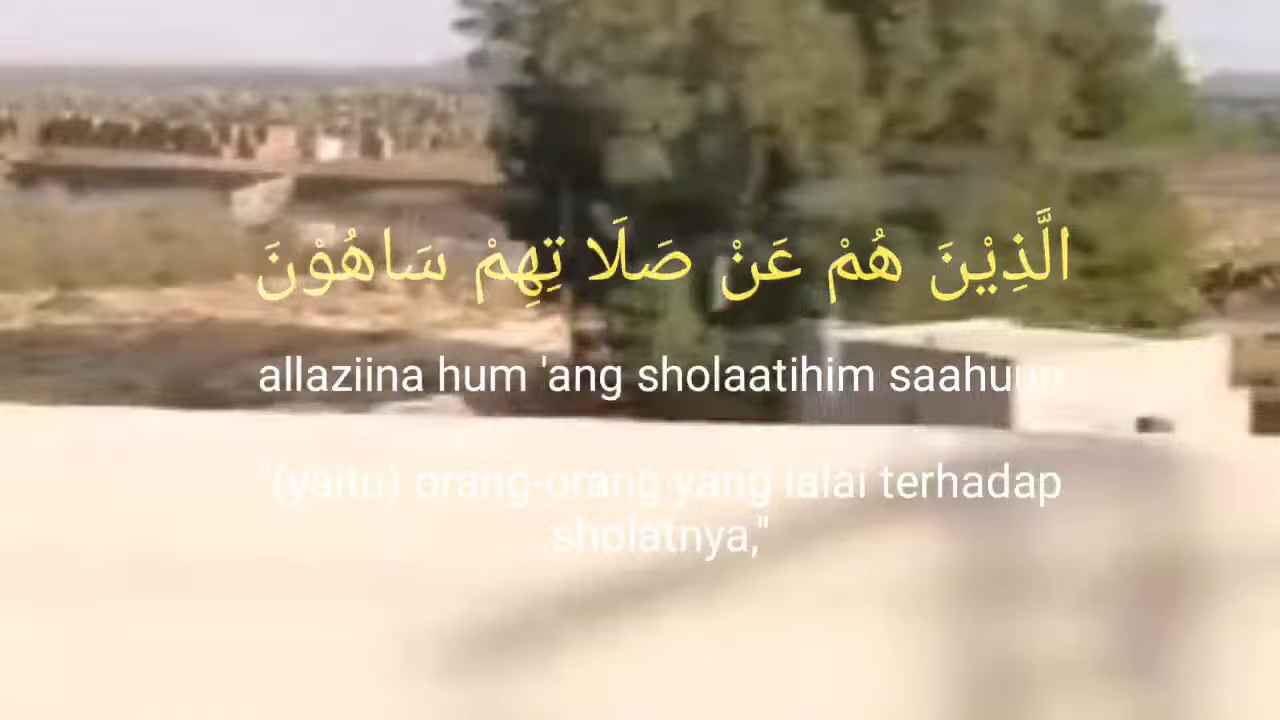 الَّذِيْنَ هُمْ عَنْ صَلَا تِهِمْ سَاهُوْنَ
allaziina hum 'ang sholaatihim saahuun
"(yaitu) orang-orang yang lalai terhadap
sholatnya,"